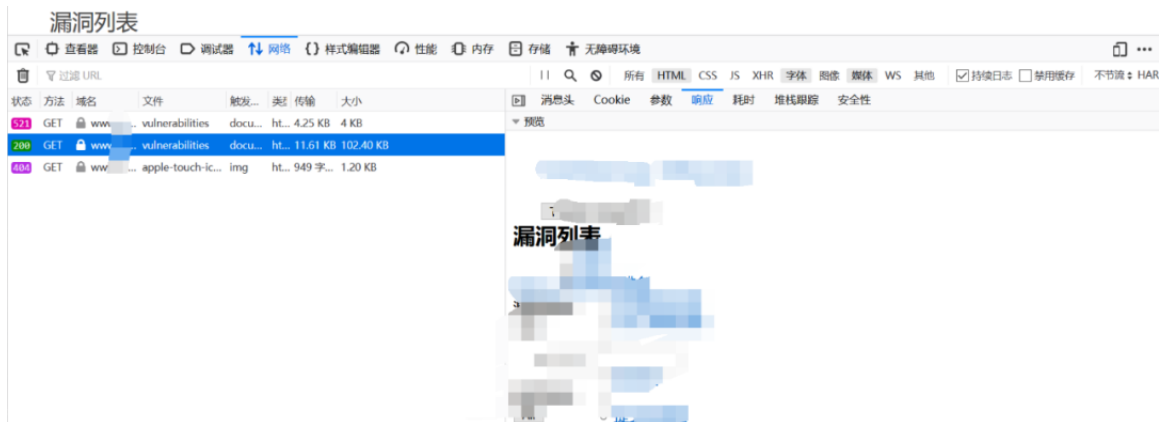 漏洞列表
查看器 控制台 调试器 网络 {} 样式编辑器 性能 内存 存储 无障碍环境
过滤 URL
所有 HTML CSS JS XHR 字体 图像 媒体 WS 其他 持续日志 禁用缓存 不节流 HAR
状态 方法 域名 文件 触发... 类 传输 大小
消息头 Cookie 参数 响应 耗时 堆栈跟踪 安全性
521 GET www... vulnerabilities docu... ht... 4.25 KB 4 KB
预览
200 GET www... vulnerabilities docu... ht... 11.61 KB 102.40 KB
404 GET www... apple-touch-ic... img ht... 949 字... 1.20 KB
漏洞列表